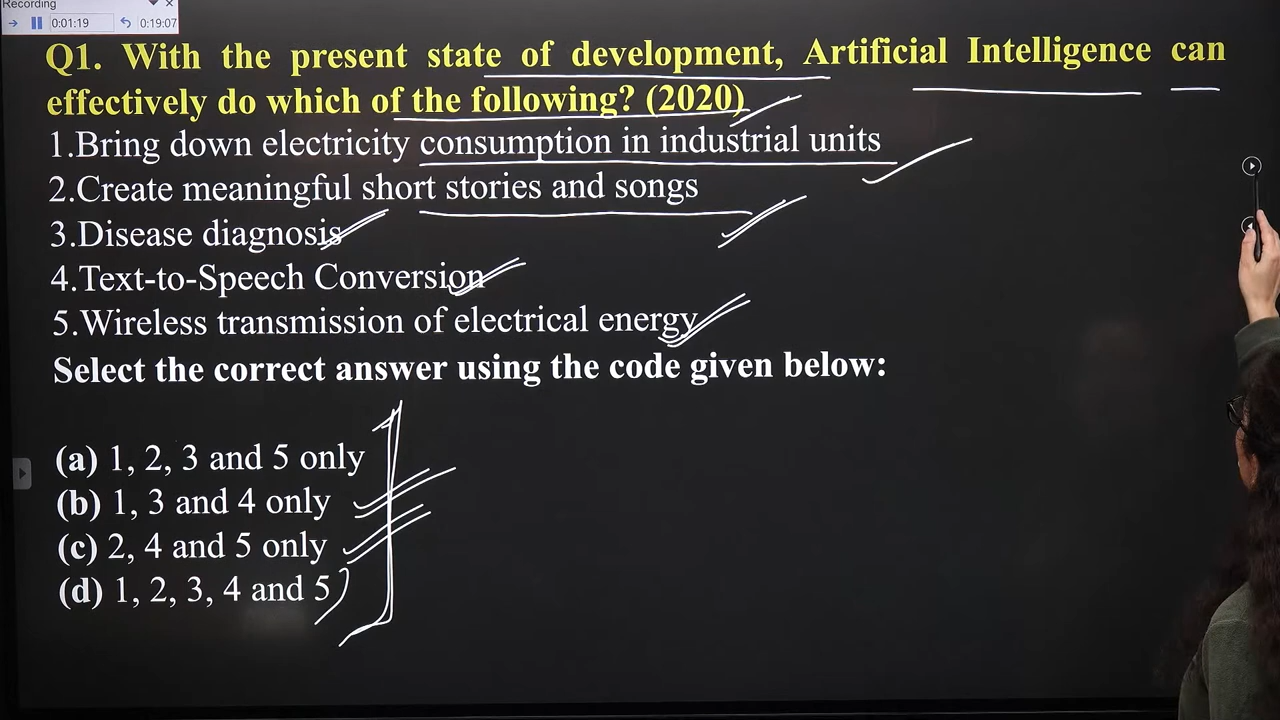 Recording
0:01:19
0:19:07
Q1. With the present state of development, Artificial Intelligence can
effectively do which of the following? (2020)
1.Bring down electricity consumption in industrial units
2.Create meaningful short stories and songs
3.Disease diagnosis
4.Text-to-Speech Conversion
5.Wireless transmission of electrical energy
Select the correct answer using the code given below:
(a) 1, 2, 3 and 5 only
(b) 1, 3 and 4 only
(c) 2, 4 and 5 only
(d) 1, 2, 3, 4 and 5